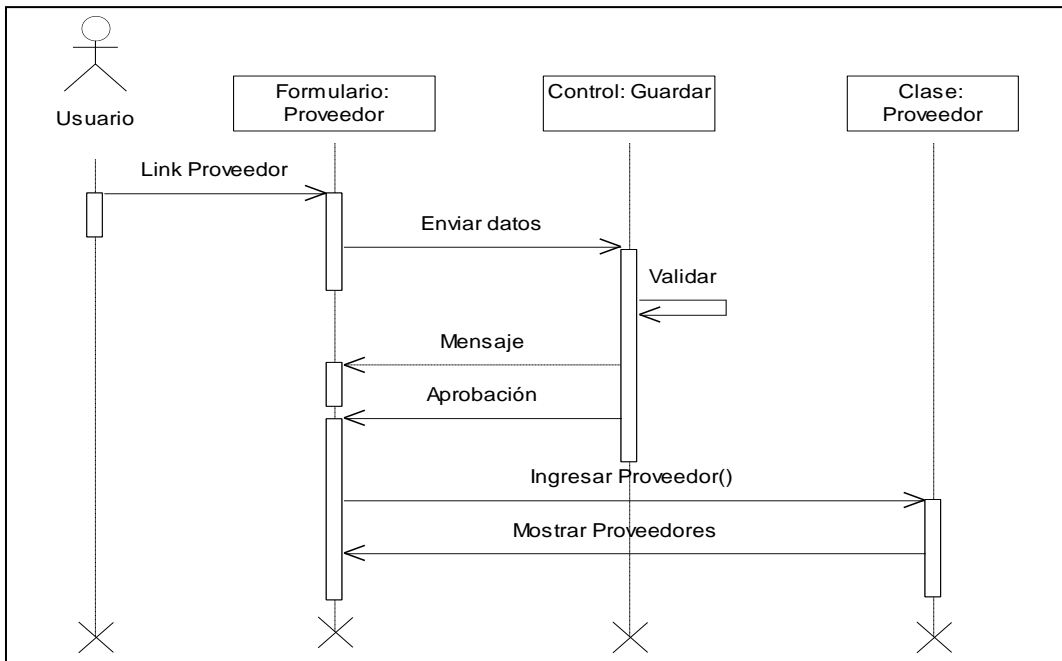 Usuario
Formulario:
Proveedor
Control: Guardar
Clase:
Proveedor
Link Proveedor
Enviar datos
Validar
Mensaje
Aprobación
Ingresar Proveedor()
Mostrar Proveedores